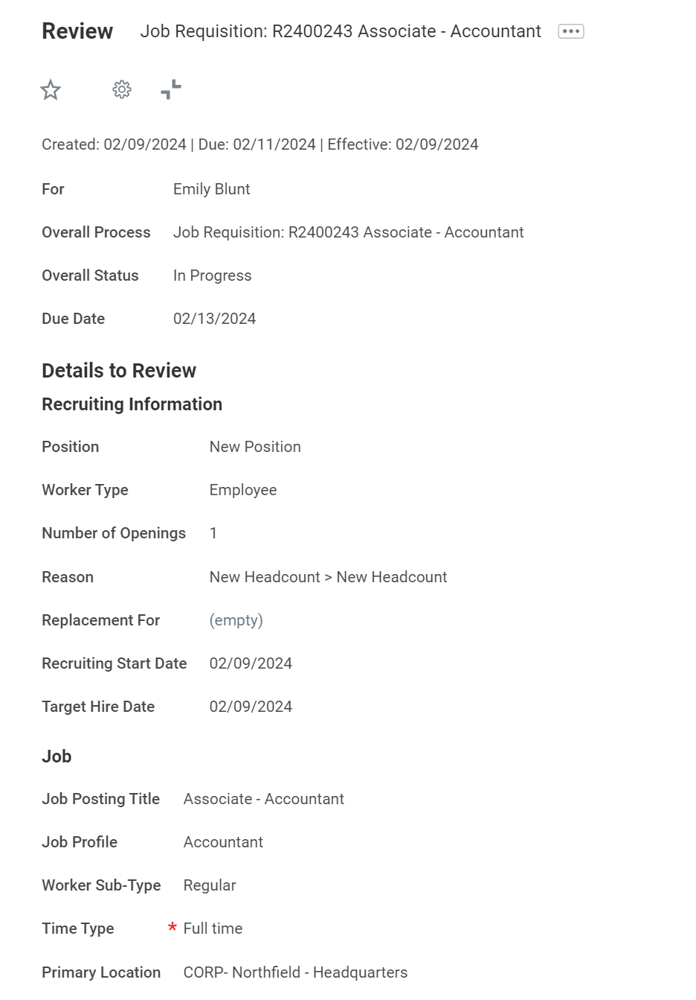 Review Job Requisition: R2400243 Associate - Accountant
Created: 02/09/2024 | Due: 02/11/2024 | Effective: 02/09/2024
For Emily Blunt
Overall Process Job Requisition: R2400243 Associate - Accountant
Overall Status In Progress
Due Date 02/13/2024
Details to Review
Recruiting Information
Position New Position
Worker Type Employee
Number of Openings 1
Reason New Headcount > New Headcount
Replacement For (empty)
Recruiting Start Date 02/09/2024
Target Hire Date 02/09/2024
Job
Job Posting Title Associate - Accountant
Job Profile Accountant
Worker Sub-Type Regular
Time Type * Full time
Primary Location CORP- Northfield - Headquarters